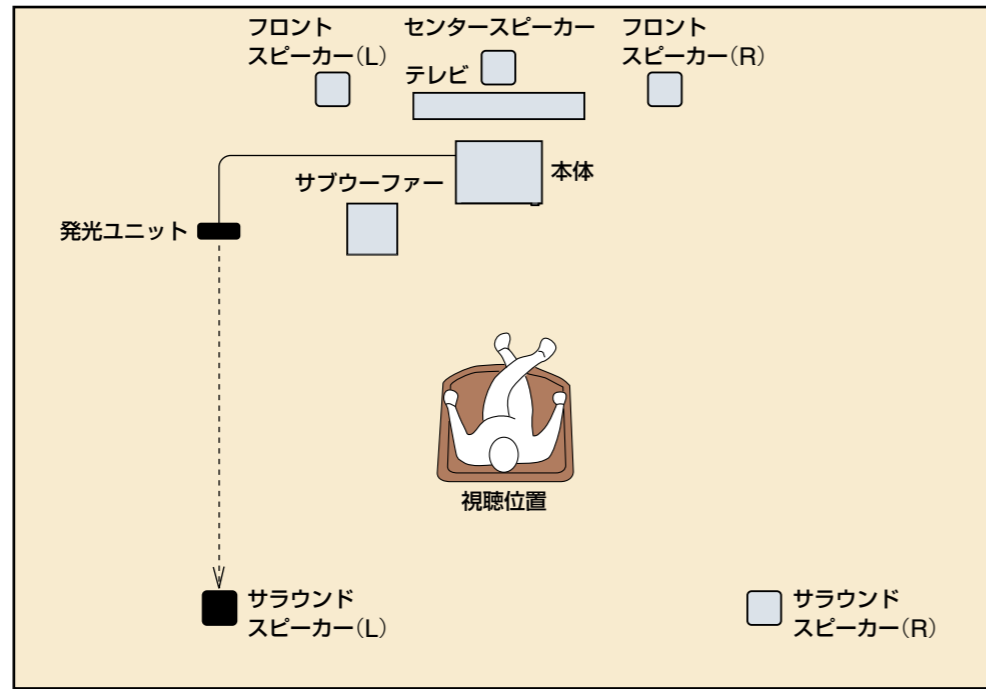 フロント
スピーカー(L)
センタースピーカー
フロント
スピーカー(R)
テレビ
本体
サブウーファー
発光ユニット
視聴位置
サラウンド
スピーカー(L)
サラウンド
スピーカー(R)